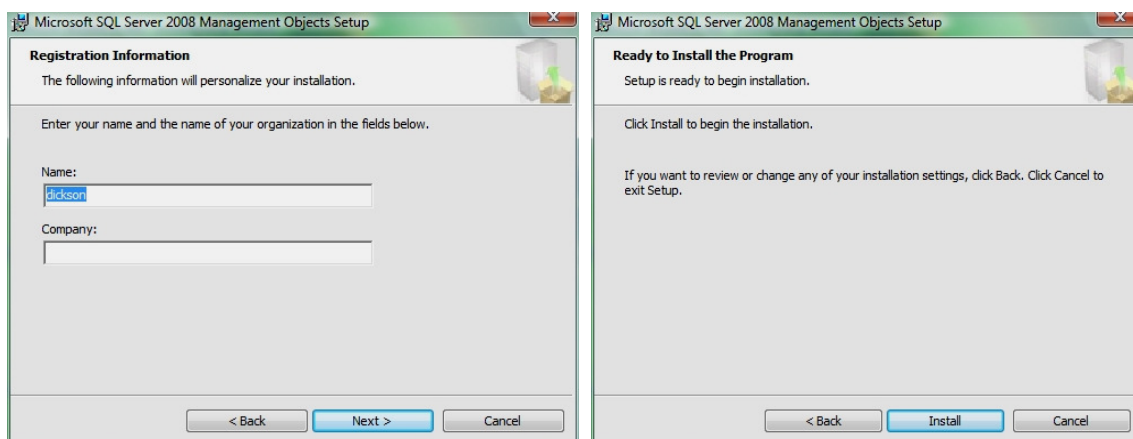 Microsoft SQL Server 2008 Management Objects Setup
Registration Information
The following information will personalize your installation.
Enter your name and the name of your organization in the fields below.
Name:
dickson
Company:
< Back
Next >
Cancel
Microsoft SQL Server 2008 Management Objects Setup
Ready to Install the Program
Setup is ready to begin installation.
Click Install to begin the installation.
If you want to review or change any of your installation settings, click Back. Click Cancel to
exit Setup.
< Back
Install
Cancel